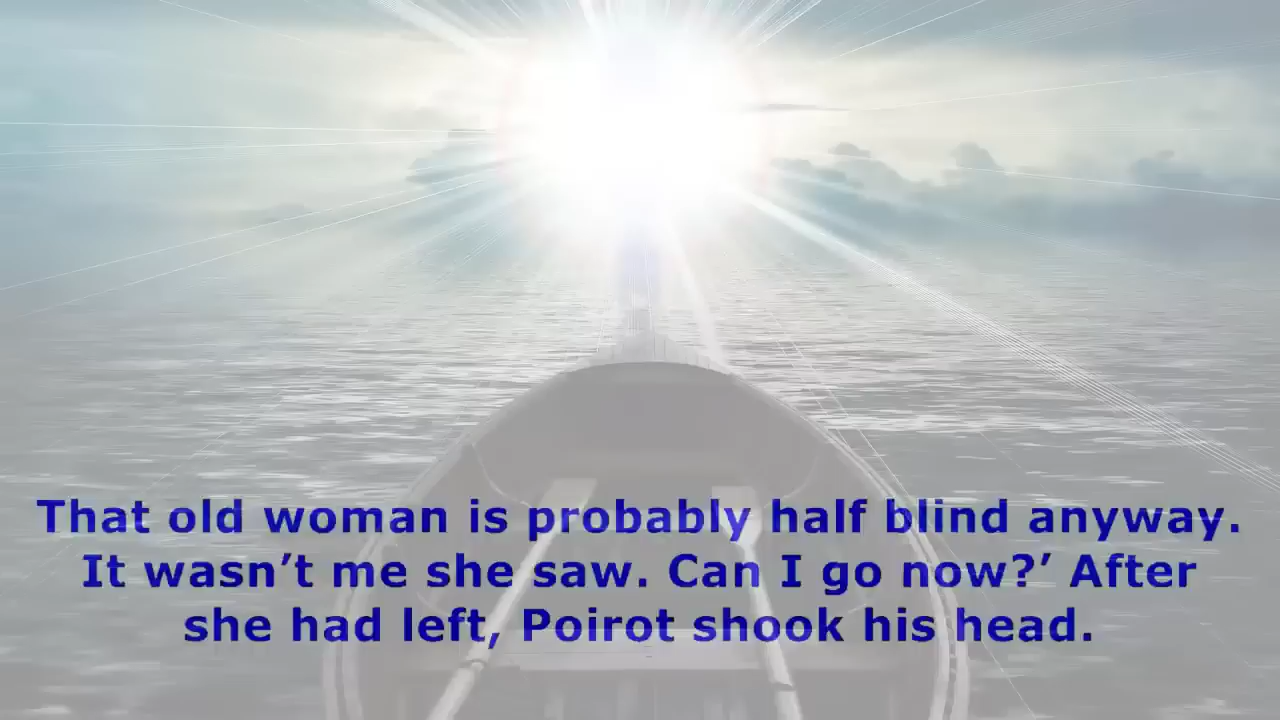 That old woman is probably half blind anyway.
It wasn’t me she saw. Can I go now?’ After
she had left, Poirot shook his head.